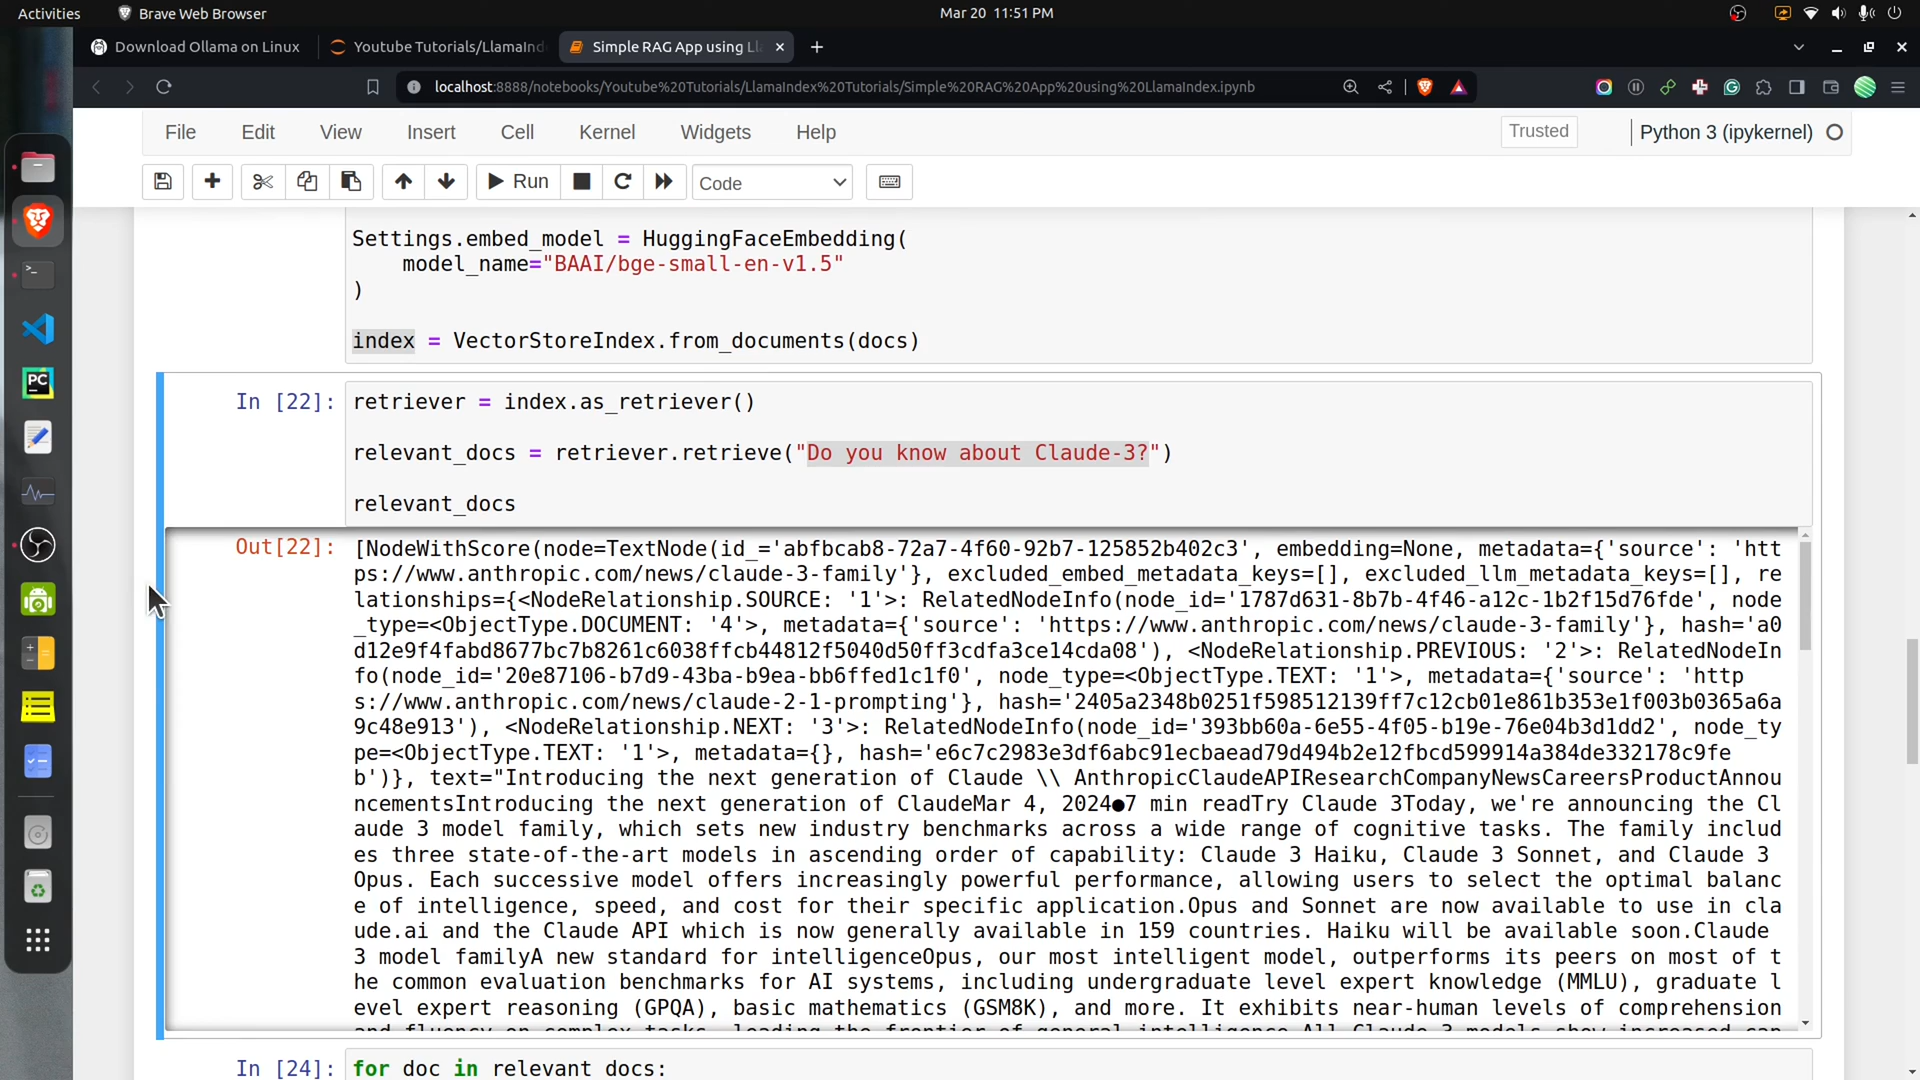 Activities
Brave Web Browser
Mar 20 11:51 PM
Download Ollama on Linux
Youtube Tutorials/LlamaInd
Simple RAG App using Ll
localhost:8888/notebooks/Youtube%20Tutorials/LlamaIndex%20Tutorials/Simple%20RAG%20App%20using%20LlamaIndex.ipynb
File Edit View Insert Cell Kernel Widgets Help
Trusted
Python 3 (ipykernel)
Run
Code
Settings.embed_model = HuggingFaceEmbedding(
model_name="BAAI/bge-small-en-v1.5"
)
index = VectorStoreIndex.from_documents(docs)
In [22]: retriever = index.as_retriever()
relevant_docs = retriever.retrieve("Do you know about Claude-3?")
relevant_docs
Out[22]: [NodeWithScore(node=TextNode(id_='abfbcab8-72a7-4f60-92b7-125852b402c3', embedding=None, metadata={'source': 'htt
ps://www.anthropic.com/news/claude-3-family'}, excluded_embed_metadata_keys=[], excluded_llm_metadata_keys=[], re
lationships={<NodeRelationship.SOURCE: '1'>: RelatedNodeInfo(node_id='1787d631-8b7b-4f46-a12c-1b2f15d76fde', node
_type=<ObjectType.DOCUMENT: '4'>, metadata={'source': 'https://www.anthropic.com/news/claude-3-family'}, hash='a0
d12e9f4fabd8677bc7b8261c6038ffcb44812f5040d50ff3cdfa3ce14cda08'), <NodeRelationship.PREVIOUS: '2'>: RelatedNodeIn
fo(node_id='20e87106-b7d9-43ba-b9ea-bb6ffed1c1f0', node_type=<ObjectType.TEXT: '1'>, metadata={'source': 'http
s://www.anthropic.com/news/claude-2-1-prompting'}, hash='2405a2348b0251f598512139ff7c12cb01e861b353e1f003b0365a6a
9c48e913'), <NodeRelationship.NEXT: '3'>: RelatedNodeInfo(node_id='393bb60a-6e55-4f05-b19e-76e04b3d1dd2', node_ty
pe=<ObjectType.TEXT: '1'>, metadata={}, hash='e6c7c2983e3df6abc91ecbaead79d494b2e12fbcd599914a384de332178c9fe
b')}, text="Introducing the next generation of Claude \\ AnthropicClaudeAPIResearchCompanyNewsCareersProductAnnou
ncementsIntroducing the next generation of ClaudeMar 4, 2024●7 min readTry Claude 3Today, we're announcing the Cl
aude 3 model family, which sets new industry benchmarks across a wide range of cognitive tasks. The family includ
es three state-of-the-art models in ascending order of capability: Claude 3 Haiku, Claude 3 Sonnet, and Claude 3
Opus. Each successive model offers increasingly powerful performance, allowing users to select the optimal balanc
e of intelligence, speed, and cost for their specific application.Opus and Sonnet are now available to use in cla
ude.ai and the Claude API which is now generally available in 159 countries. Haiku will be available soon.Claude
3 model familyA new standard for intelligenceOpus, our most intelligent model, outperforms its peers on most of t
he common evaluation benchmarks for AI systems, including undergraduate level expert knowledge (MMLU), graduate l
evel expert reasoning (GPQA), basic mathematics (GSM8K), and more. It exhibits near-human levels of comprehension
and fluency on complex tasks, leading the frontier of general intelligence.All Claude 3 models show increased cap
In [24]: for doc in relevant_docs: